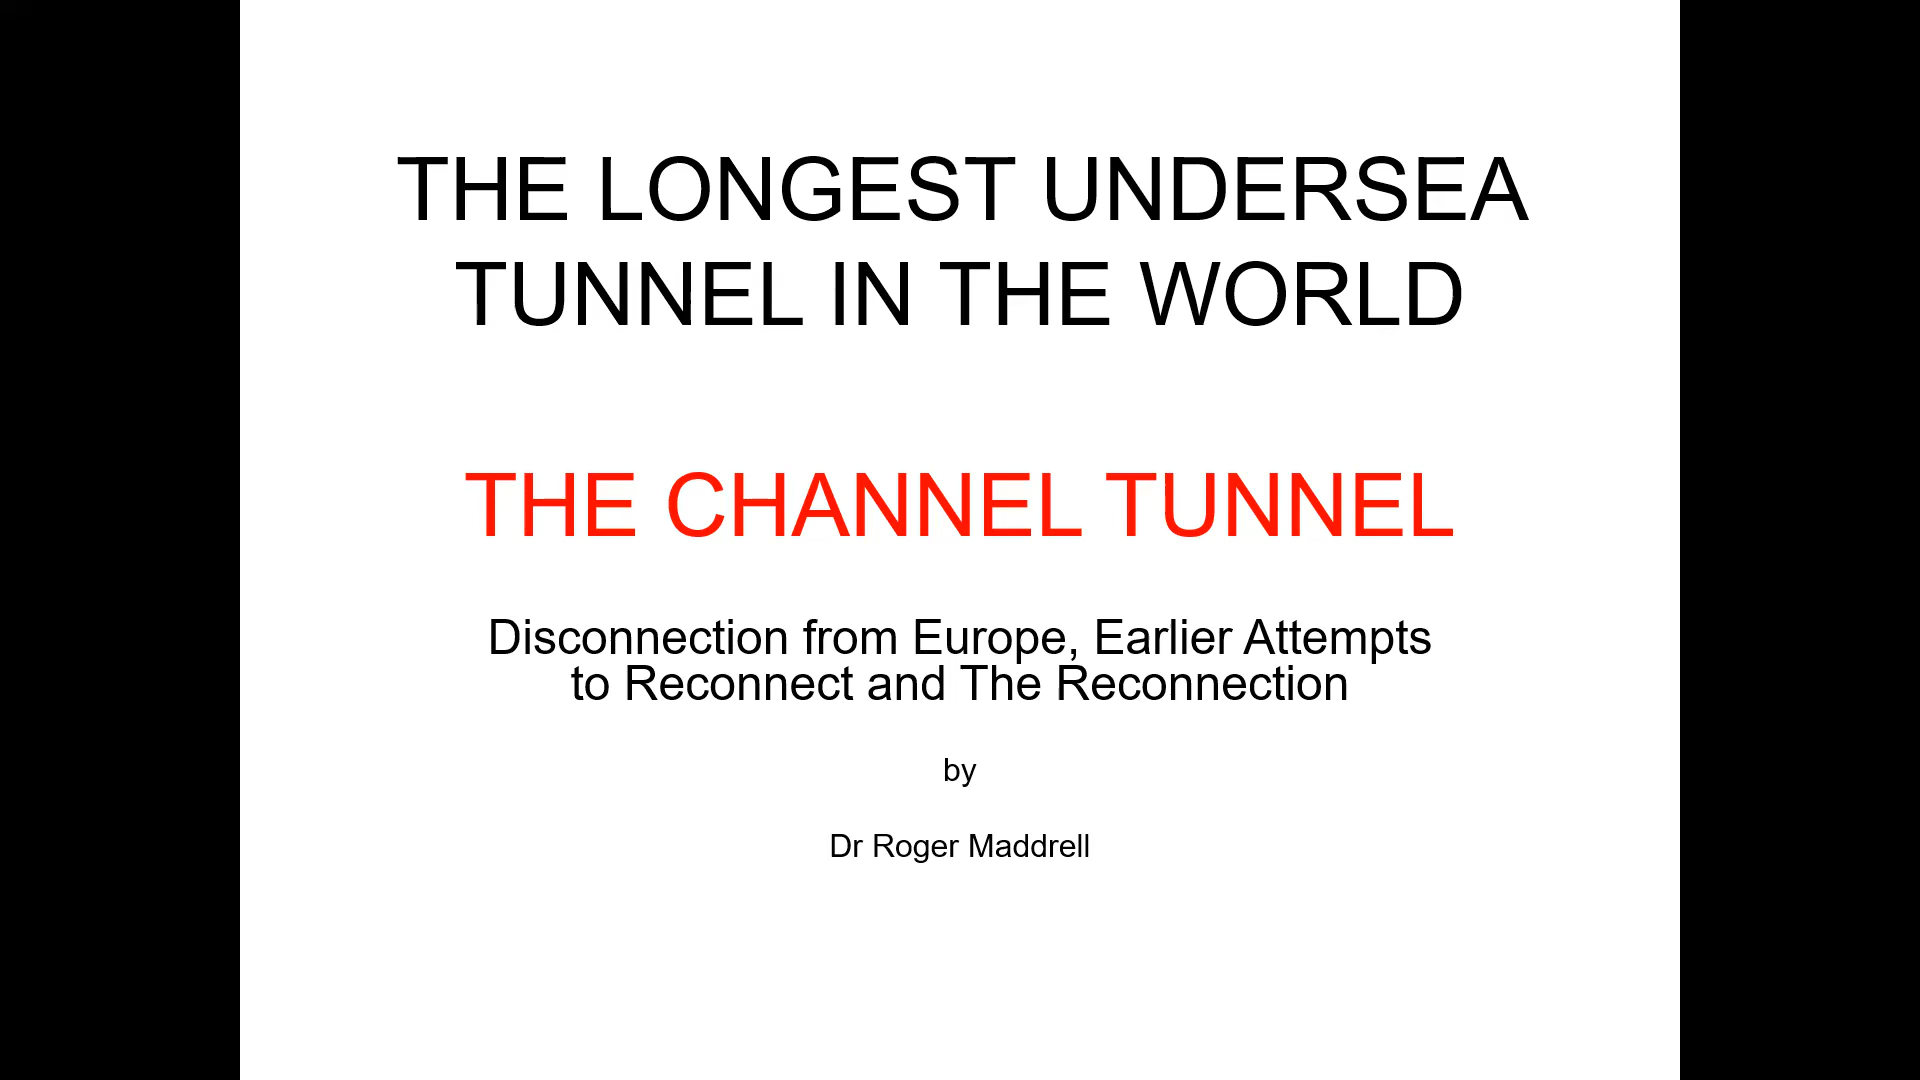 THE LONGEST UNDERSEA
TUNNEL IN THE WORLD
THE CHANNEL TUNNEL
Disconnection from Europe, Earlier Attempts
to Reconnect and The Reconnection
by
Dr Roger Maddrell